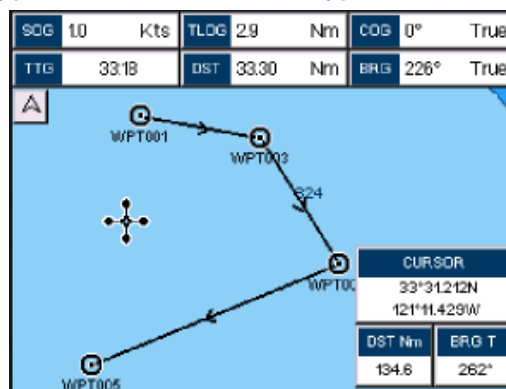 SOG 1.0 Kts TLOG 2.9 Nm COG 0° True
TTG 33:18 DST 33.30 Nm BRG 226° True
A
WPT001
WPT003
824
CURSOR
33°31.212N
121°11.429W
DST Nm BRG T
134.6 262°
WPT005